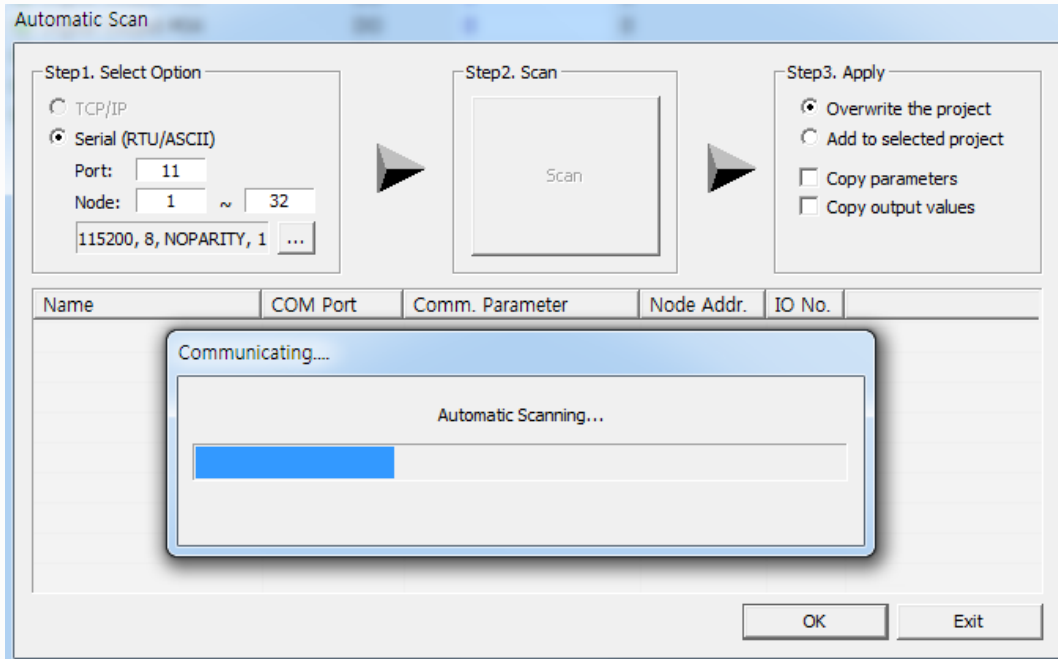 Automatic Scan
Step1. Select Option
TCP/IP
Serial (RTU/ASCII)
Port: 11
Node: 1 ~ 32
115200, 8, NOPARITY, 1 ...
Step2. Scan
Scan
Step3. Apply
Overwrite the project
Add to selected project
Copy parameters
Copy output values
Name COM Port Comm. Parameter Node Addr. IO No.
Communicating....
Automatic Scanning...
OK Exit